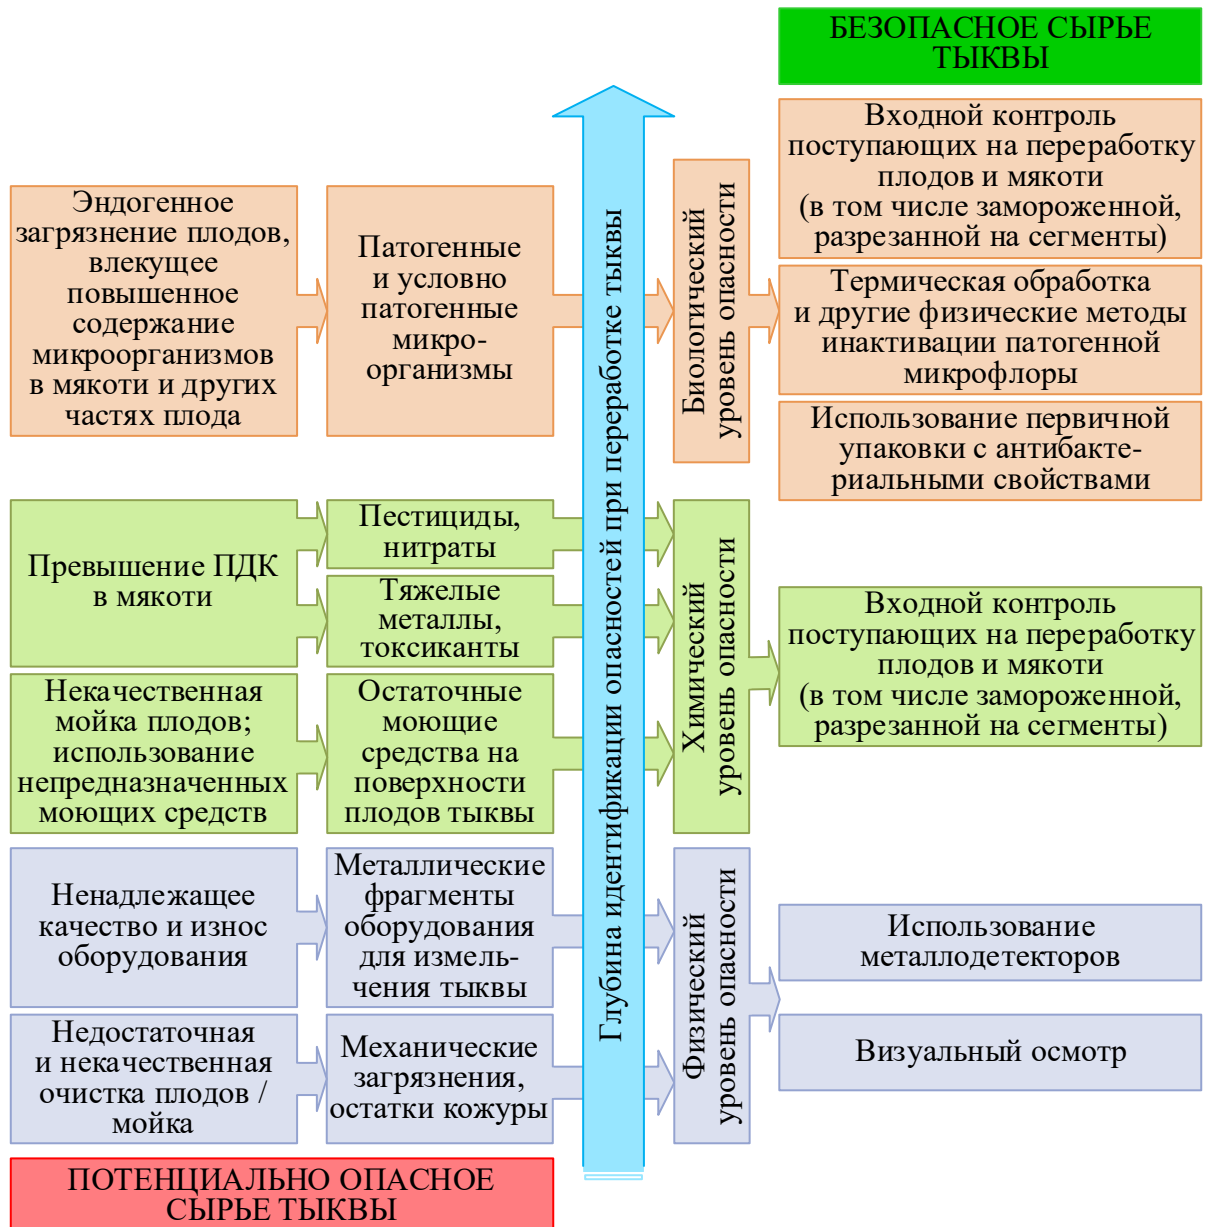 БЕЗОПАСНОЕ СЫРЬЕ
ТЫКВЫ
Эндогенное
загрязнение плодов,
влекущее
повышенное
содержание
микроорганизмов
в мякоти и других
частях плода
Патогенные
и условно
патогенные
микро-
организмы
Биологический
уровень опасности
Входной контроль
поступающих на переработку
плодов и мякоти
(в том числе замороженной,
разрезанной на сегменты)
Термическая обработка
и другие физические методы
инактивации патогенной
микрофлоры
Использование первичной
упаковки с антибакте-
риальными свойствами
Глубина идентификации опасностей при переработке тыквы
Превышение ПДК
в мякоти
Пестициды,
нитраты
Тяжелые
металлы,
токсиканты
Некачественная
мойка плодов;
использование
непредназначенных
моющих средств
Остаточные
моющие
средства на
поверхности
плодов тыквы
Химический
уровень опасности
Входной контроль
поступающих на переработку
плодов и мякоти
(в том числе замороженной,
разрезанной на сегменты)
Ненадлежащее
качество и износ
оборудования
Металлические
фрагменты
оборудования
для измель-
чения тыквы
Недостаточная
и некачественная
очистка плодов /
мойка
Механические
загрязнения,
остатки кожуры
Физический
уровень опасности
Использование
металлодетекторов
Визуальный осмотр
ПОТЕНЦИАЛЬНО ОПАСНОЕ
СЫРЬЕ ТЫКВЫ